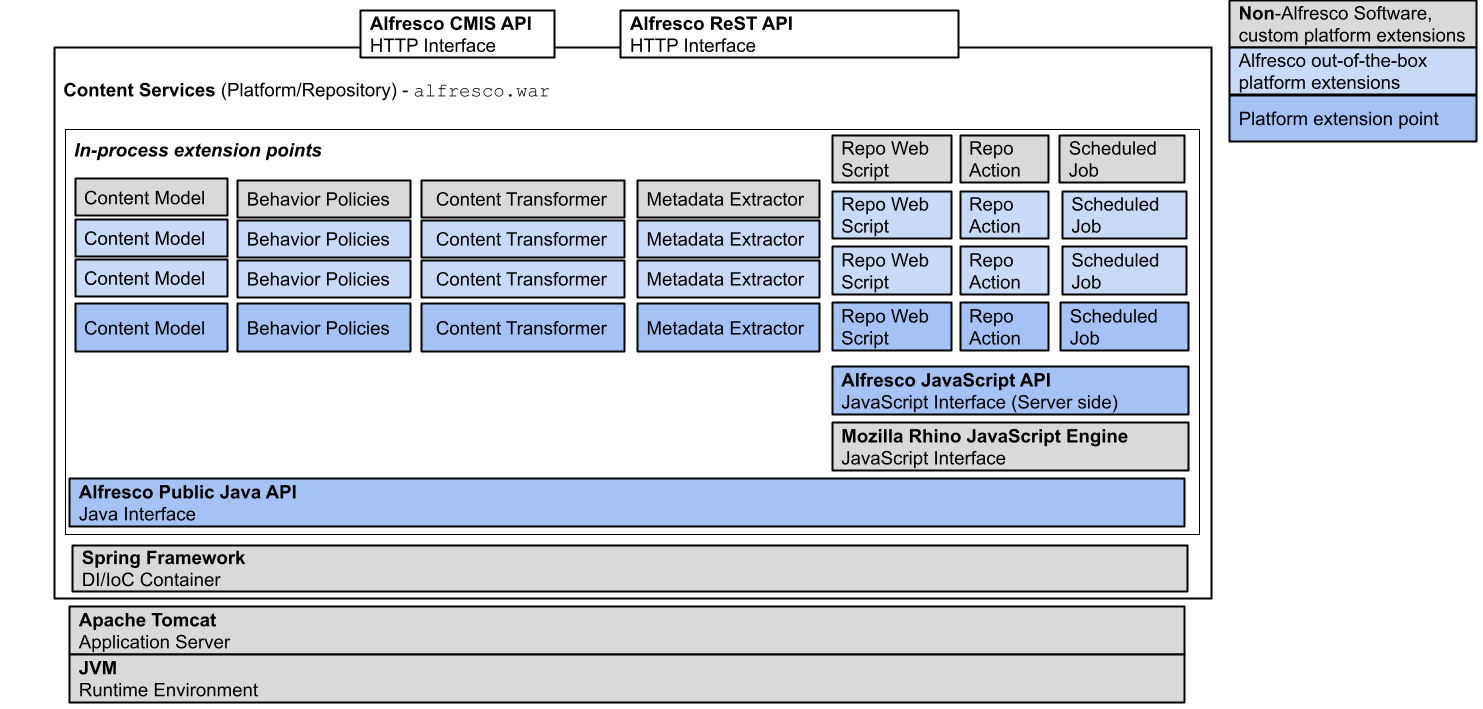 Alfresco CMIS API
HTTP Interface
Alfresco ReST API
HTTP Interface
Non-Alfresco Software,
custom platform extensions
Alfresco out-of-the-box
platform extensions
Platform extension point
Content Services (Platform/Repository) - alfresco.war
In-process extension points
Repo Web
Script
Repo
Action
Scheduled
Job
Content Model
Behavior Policies
Content Transformer
Metadata Extractor
Repo Web
Script
Repo
Action
Scheduled
Job
Content Model
Behavior Policies
Content Transformer
Metadata Extractor
Repo Web
Script
Repo
Action
Scheduled
Job
Content Model
Behavior Policies
Content Transformer
Metadata Extractor
Repo Web
Script
Repo
Action
Scheduled
Job
Content Model
Behavior Policies
Content Transformer
Metadata Extractor
Alfresco JavaScript API
JavaScript Interface (Server side)
Mozilla Rhino JavaScript Engine
JavaScript Interface
Alfresco Public Java API
Java Interface
Spring Framework
DI/IoC Container
Apache Tomcat
Application Server
JVM
Runtime Environment